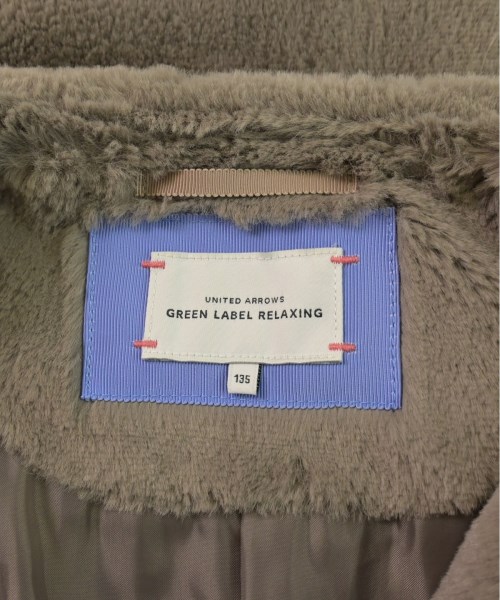 UNITED ARROWS
GREEN LABEL RELAXING
135